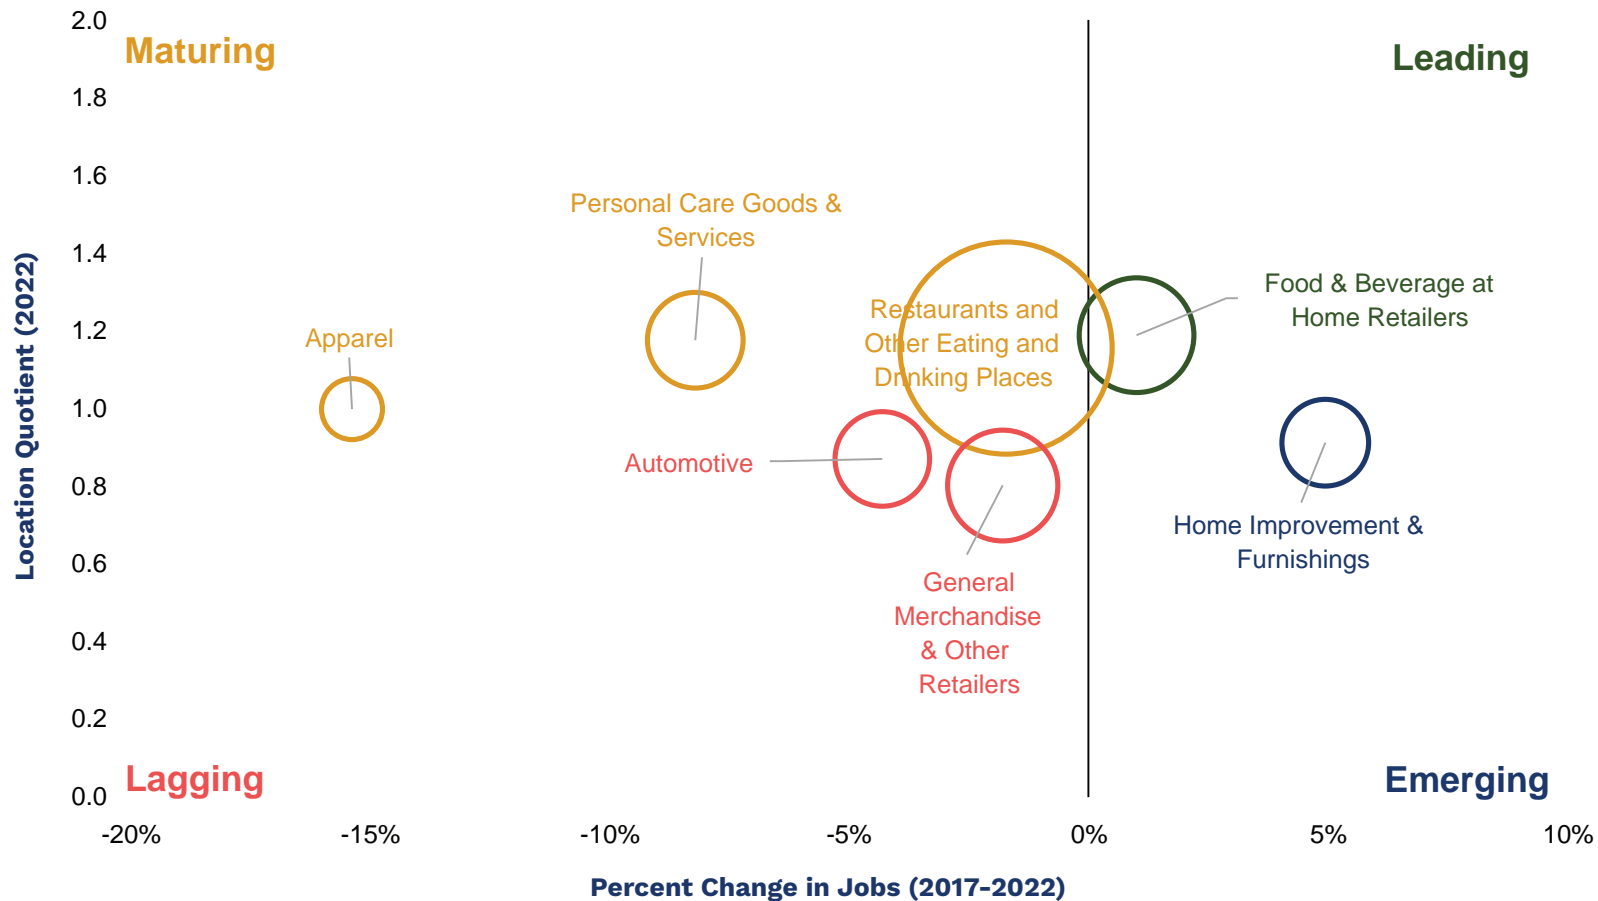 2.0
Maturing
Leading
1.8
1.6
Personal Care Goods &
Services
1.4
Food & Beverage at
Home Retailers
Restaurants and
Other Eating and
Drinking Places
1.2
Apparel
1.0
Automotive
0.8
Home Improvement &
Furnishings
0.6
General
Merchandise
& Other
Retailers
0.4
0.2
Lagging
Emerging
0.0
-20%
-15%
-10%
-5%
0%
5%
10%
Location Quotient (2022)
Percent Change in Jobs (2017-2022)